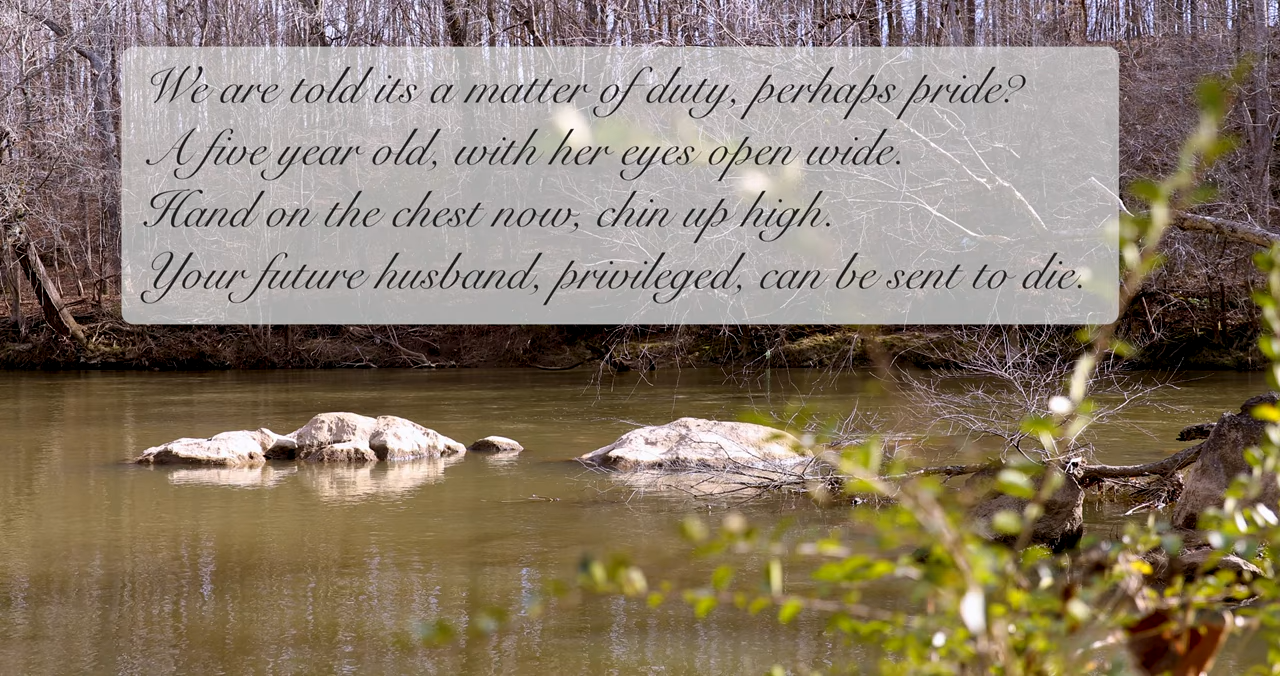 We are told its a matter of duty, perhaps pride?
A five year old, with her eyes open wide.
Hand on the chest now, chin up high.
Your future husband, privileged, can be sent to die.